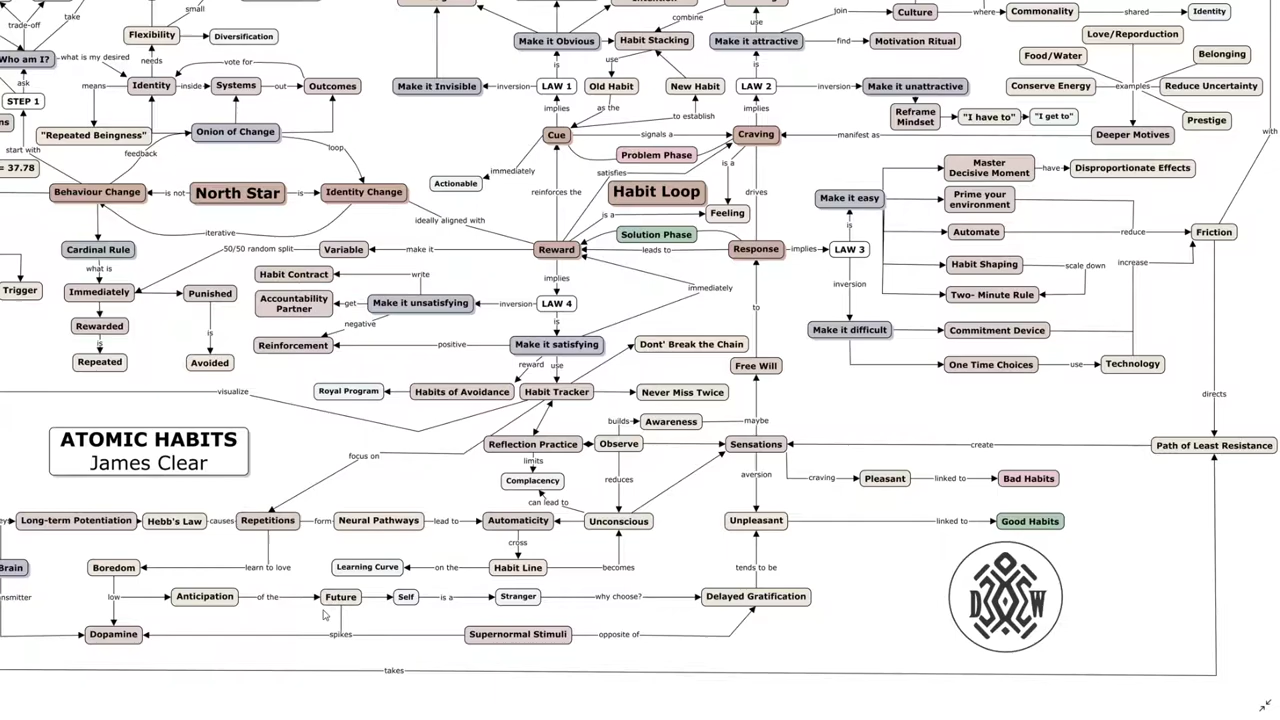 small
take
trade-off
combine
use
join
Culture
where
Commonality
shared
Identity
Flexibility
Diversification
Make it Obvious
Habit Stacking
Make it attractive
find
Motivation Ritual
Love/Reporduction
Who am I?
what is my desired
needs
vote for
is
use
is
Food/Water
Belonging
ask
means
Identity
inside
Systems
out
Outcomes
Make it Invisible
inversion
LAW 1
Old Habit
New Habit
LAW 2
inversion
Make it unattractive
Conserve Energy
examples
Reduce Uncertainty
STEP 1
implies
as the
to establish
implies
Reframe
Mindset
"I have to"
"I get to"
Prestige
"Repeated Beingness"
Onion of Change
Cue
signals a
Craving
manifest as
Deeper Motives
with
start with
feedback
loop
Problem Phase
= 37.78
immediately
satisfies
is a
Master
Decisive Moment
have
Disproportionate Effects
Actionable
Behaviour Change
is not
North Star
is
Identity Change
reinforces the
Habit Loop
drives
Make it easy
Prime your
environment
ideally aligned with
is a
Feeling
is
iterative
Solution Phase
Automate
reduce
Friction
Cardinal Rule
50/50 random split
Variable
make it
Reward
leads to
Response
implies
LAW 3
what is
Habit Contract
write
implies
Habit Shaping
scale down
increase
Trigger
Immediately
Punished
Accountability
Partner
get
Make it unsatisfying
inversion
LAW 4
immediately
inversion
Two- Minute Rule
is
to
Rewarded
is
negative
is
Make it difficult
Commitment Device
Reinforcement
positive
Make it satisfying
Dont' Break the Chain
is
Repeated
Avoided
reward
use
Free Will
One Time Choices
use
Technology
visualize
Royal Program
Habits of Avoidance
Habit Tracker
Never Miss Twice
directs
builds
Awareness
maybe
ATOMIC HABITS
James Clear
Reflection Practice
Observe
Sensations
create
Path of Least Resistance
focus on
limits
Complacency
reduces
aversion
craving
Pleasant
linked to
Bad Habits
can lead to
Long-term Potentiation
Hebb's Law
causes
Repetitions
form
Neural Pathways
lead to
Automaticity
Unconscious
Unpleasant
linked to
Good Habits
cross
Brain
Boredom
learn to love
Learning Curve
on the
Habit Line
becomes
tends to be
low
Anticipation
of the
Future
Self
is a
Stranger
why choose?
Delayed Gratification
D W
Dopamine
spikes
Supernormal Stimuli
opposite of
takes